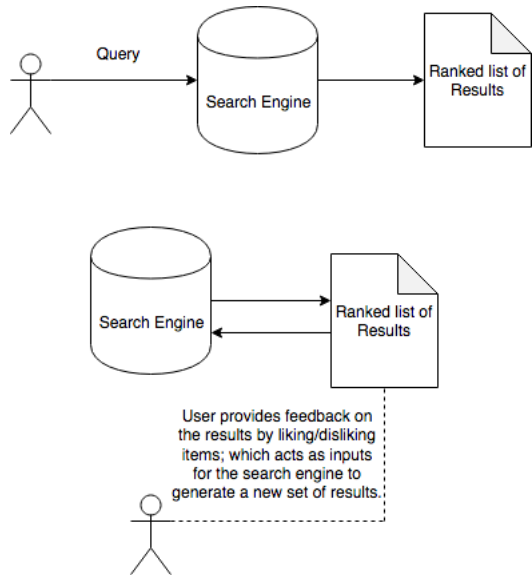 Query
Search Engine
Ranked list of
Results
Search Engine
Ranked list of
Results
User provides feedback on
the results by liking/disliking
items; which acts as inputs
for the search engine to
generate a new set of results.